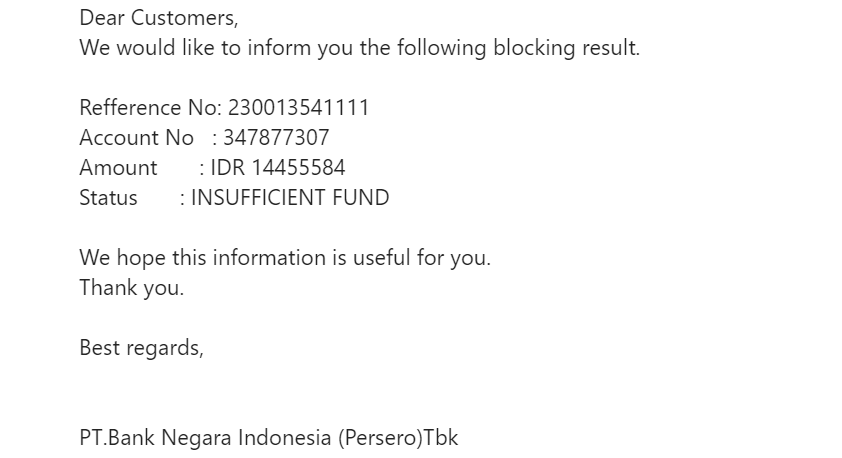 Dear Customers,
We would like to inform you the following blocking result.
Refference No: 230013541111
Account No : 347877307
Amount : IDR 14455584
Status : INSUFFICIENT FUND
We hope this information is useful for you.
Thank you.
Best regards,
PT.Bank Negara Indonesia (Persero)Tbk